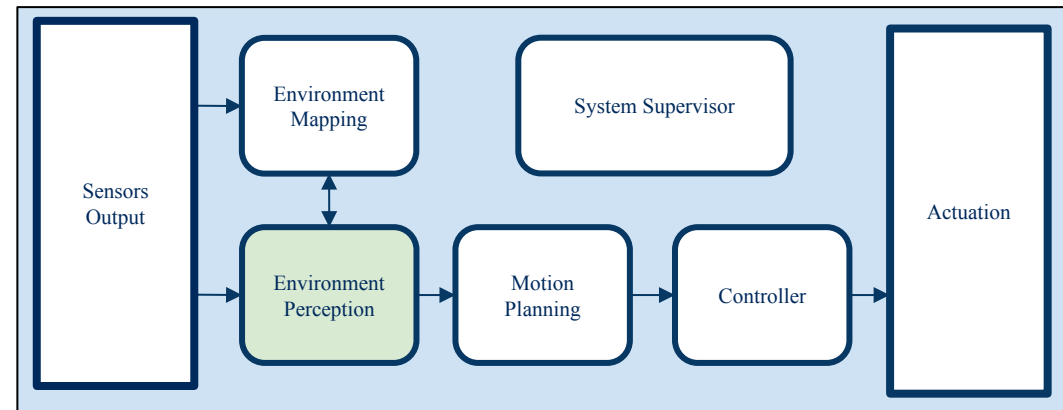 Sensors
Output
Environment
Mapping
System Supervisor
Environment
Perception
Motion
Planning
Controller
Actuation